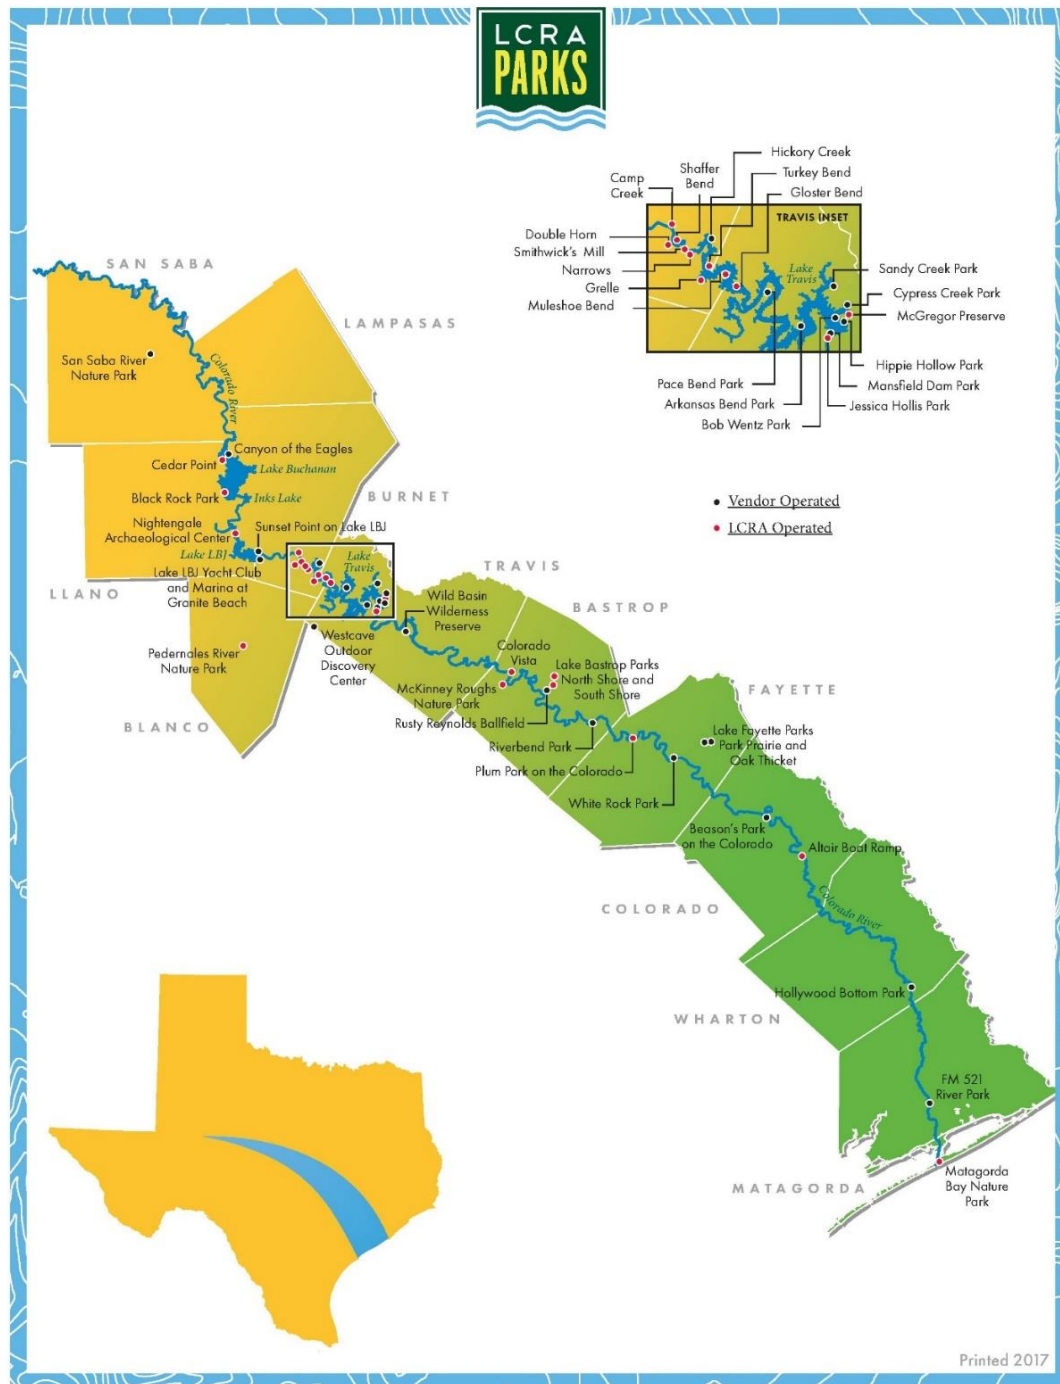 LCRA
PARKS
Hickory Creek
Shaffer
Bend
Turkey Bend
Camp
Creek
Gloster Bend
TRAVIS INSET
Double Horn
Smithwick's Mill
Narrows
Grelle
Muleshoe Bend
Lake
Travis
Sandy Creek Park
Cypress Creek Park
McGregor Preserve
Hippie Hollow Park
Pace Bend Park
Mansfield Dam Park
Arkansas Bend Park
Jessica Hollis Park
Bob Wentz Park
SAN SABA
LAMPASAS
San Saba River
Nature Park
Colorado River
Canyon of the Eagles
Cedar Point
Lake Buchanan
Black Rock Park
Inks Lake
BURNET
• Vendor Operated
• LCRA Operated
Nightengale
Archaeological Center
Sunset Point on Lake LBJ
Lake LBJ
Lake
Travis
Lake LBJ Yacht Club
and Marina at
Granite Beach
LLANO
TRAVIS
Wild Basin
Wilderness
Preserve
BASTROP
Westcave
Outdoor
Discovery
Center
Pedernales River
Nature Park
Colorado
Vista
Lake Bastrop Parks
North Shore and
South Shore
McKinney Roughs
Nature Park
FAYETTE
BLANCO
Rusty Reynolds Ballfield
Riverbend Park
Lake Fayette Parks
Park Prairie and
Oak Thicket
Plum Park on the Colorado
White Rock Park
Beason's Park
on the Colorado
Altair Boat Ramp
COLORADO
Colorado River
Hollywood Bottom Park
WHARTON
FM 521
River Park
MATAGORDA
Matagorda
Bay Nature
Park
Printed 2017